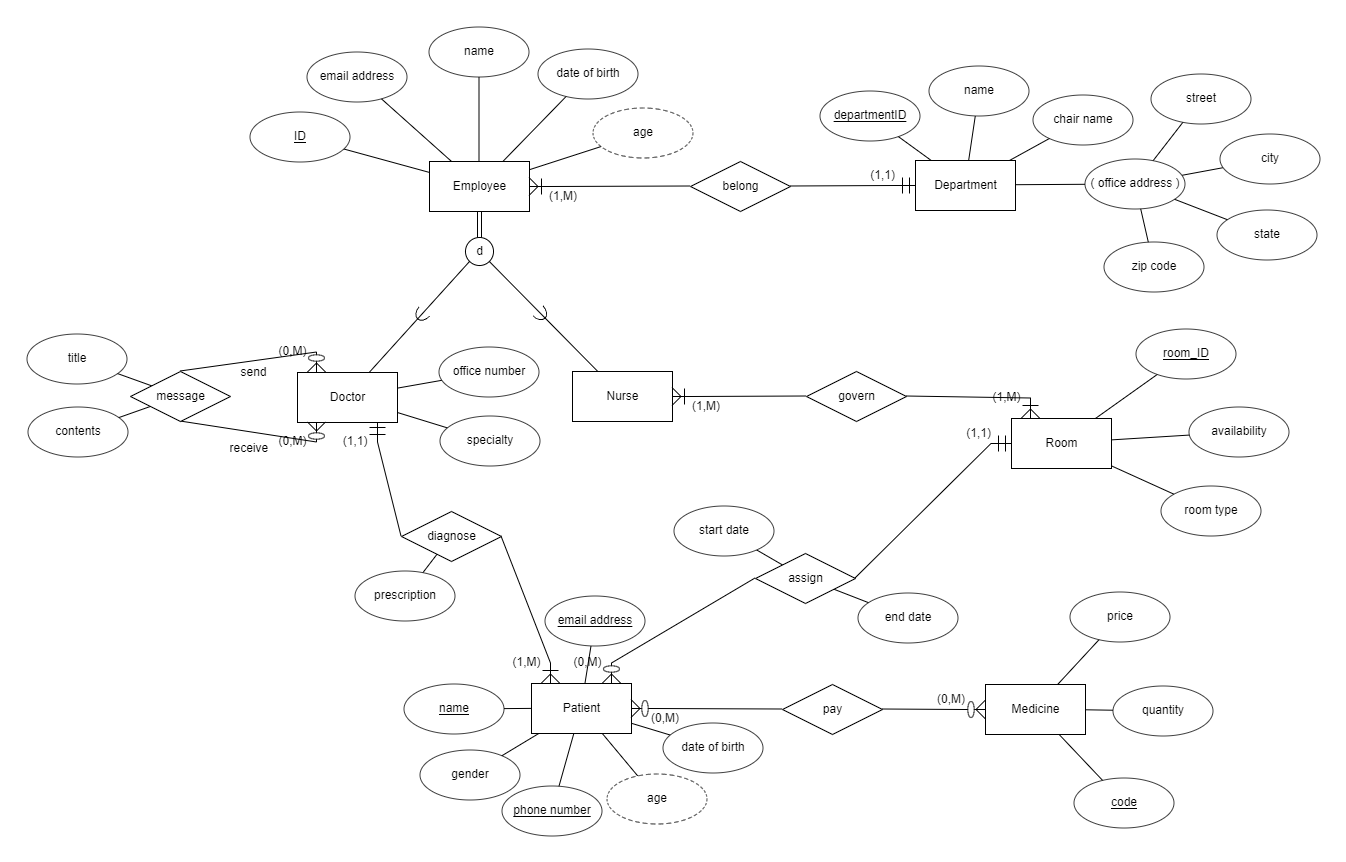 name
email address
date of birth
ID
age
Employee
(1,M)
belong
(1,1)
departmentID
name
chair name
Department
( office address )
street
city
state
zip code
d
title
message
contents
send
(0,M)
receive
(0,M)
Doctor
office number
specialty
(1,1)
Nurse
(1,M)
govern
(1,M)
(1,1)
Room
room_ID
availability
room type
diagnose
prescription
start date
assign
end date
email address
(1,M)
(0,M)
name
Patient
(0,M)
gender
phone number
age
date of birth
pay
(0,M)
Medicine
price
quantity
code